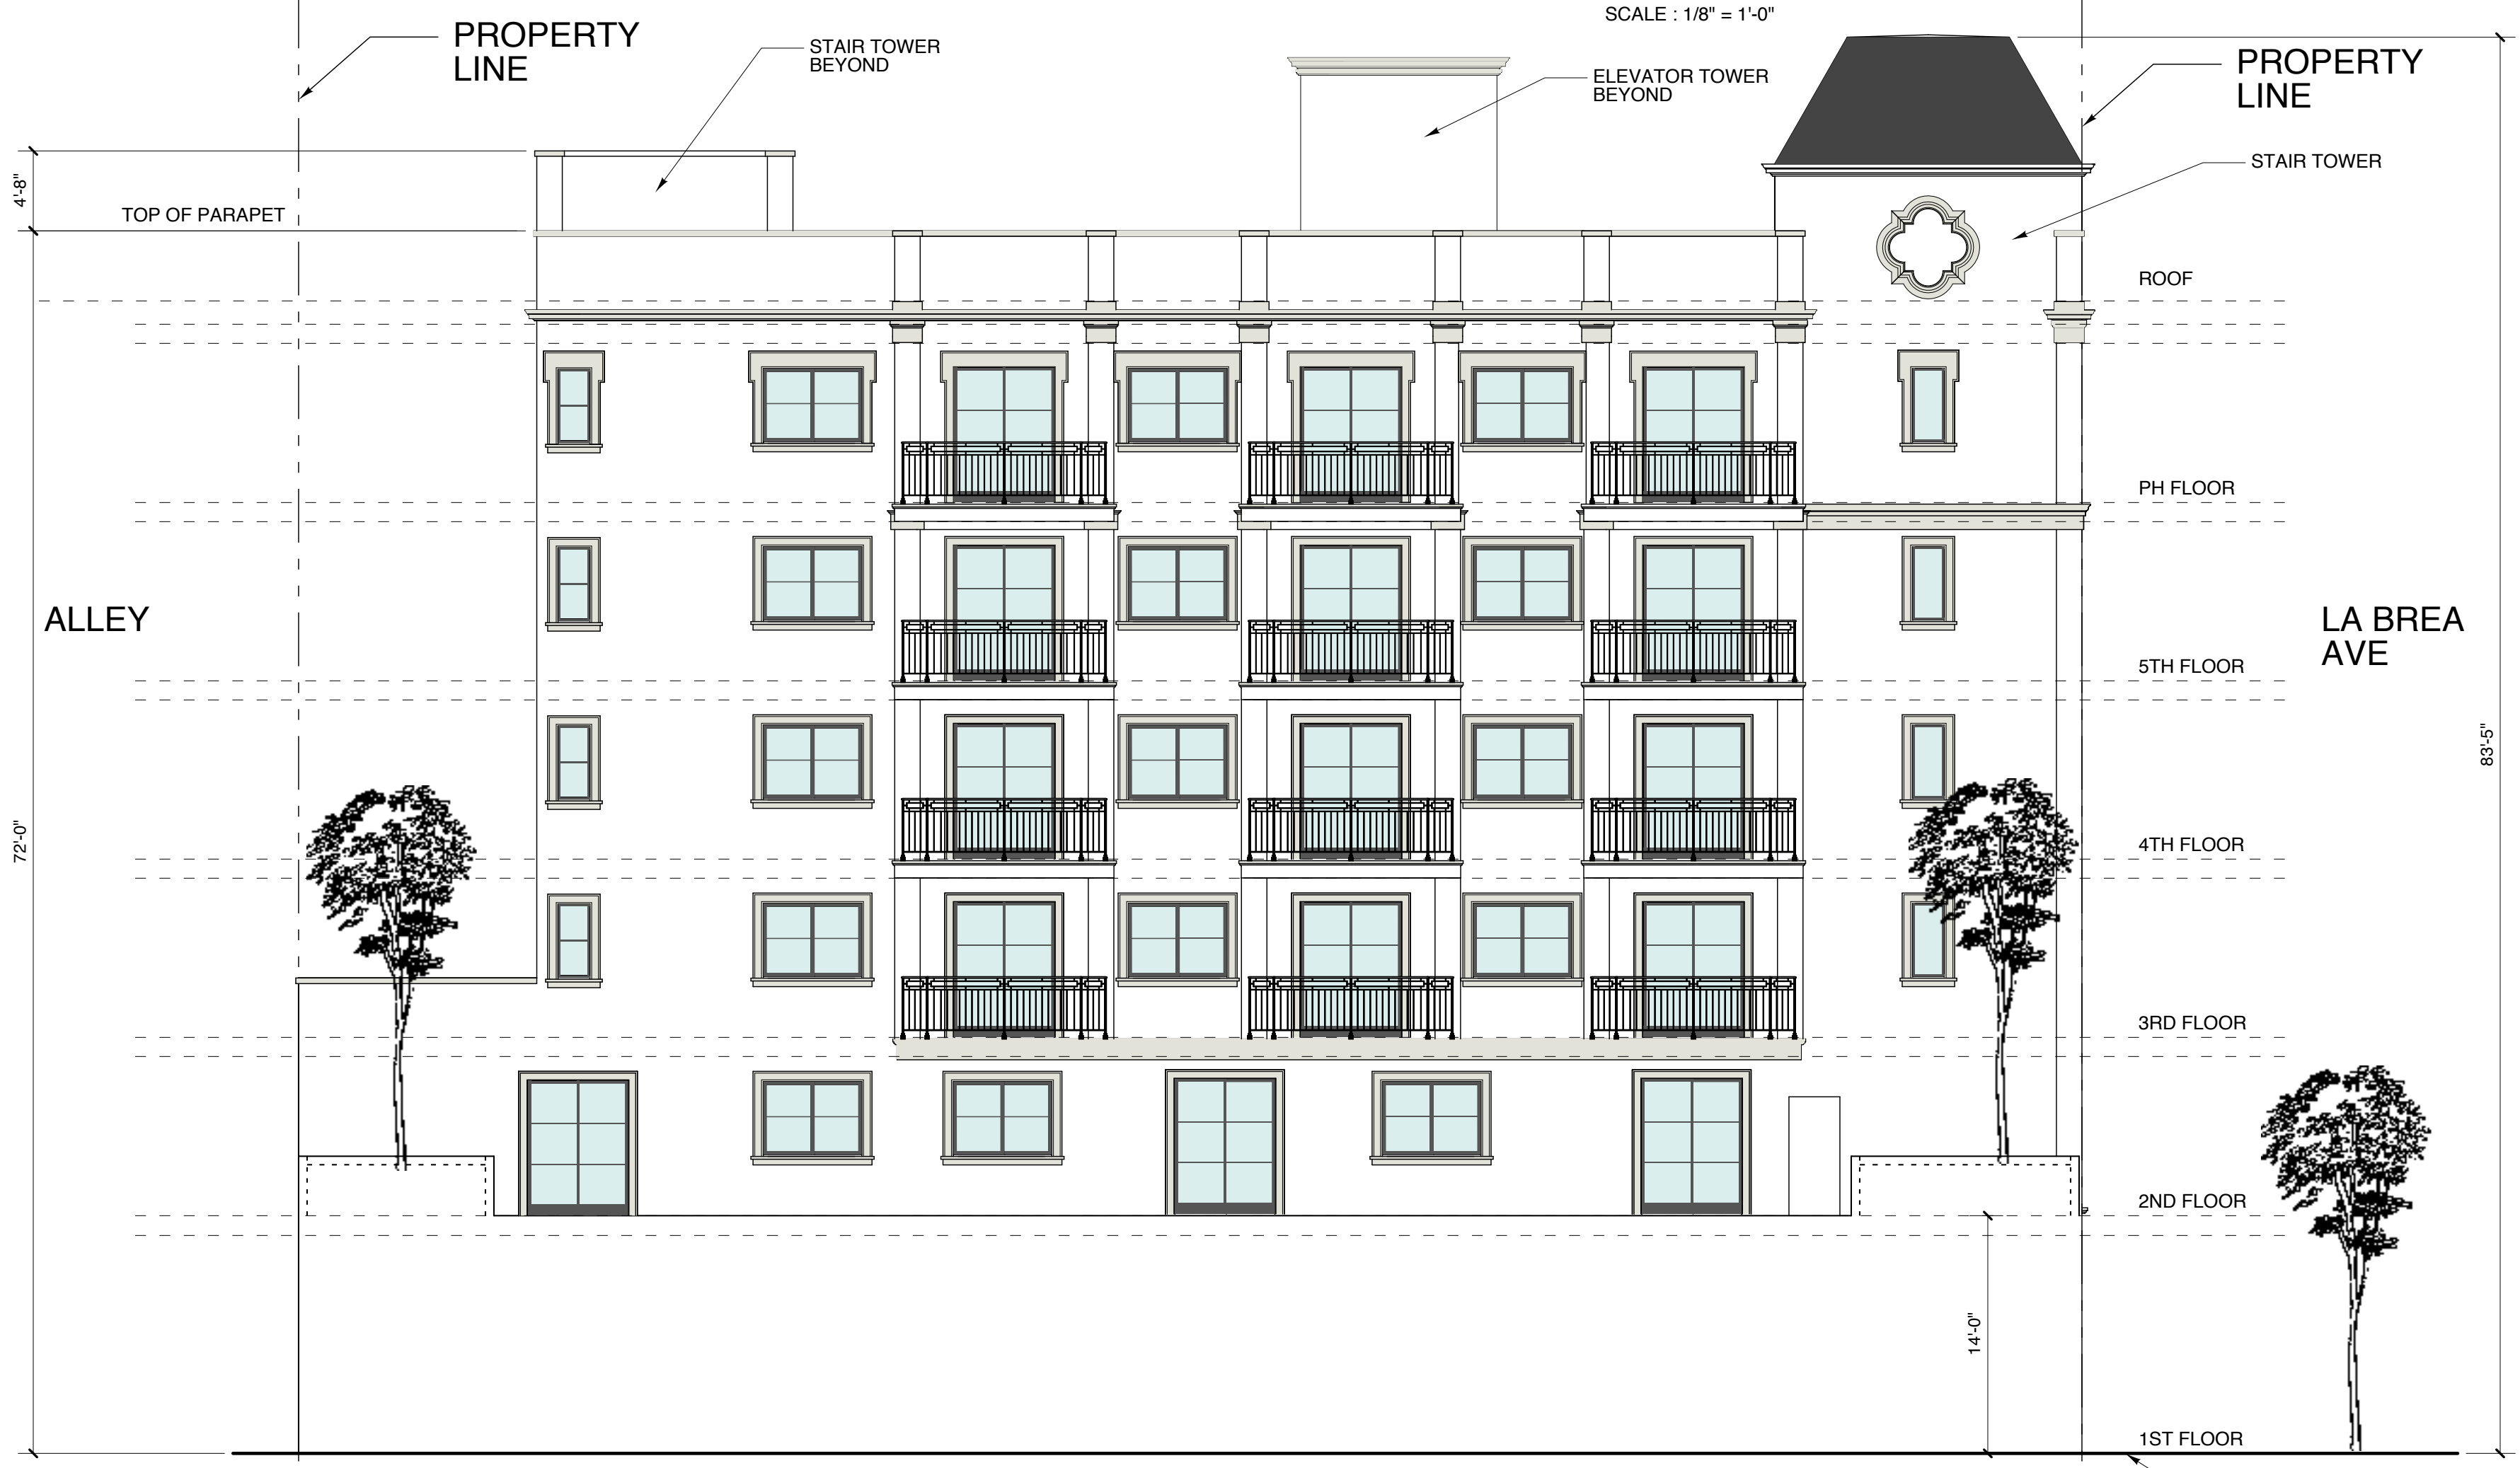 SCALE : 1/8" = 1'-0"
PROPERTY
LINE
STAIR TOWER
BEYOND
ELEVATOR TOWER
BEYOND
PROPERTY
LINE
STAIR TOWER
4'-8"
TOP OF PARAPET
ROOF
PH FLOOR
ALLEY
LA BREA
AVE
5TH FLOOR
83'-5"
72'-0"
4TH FLOOR
3RD FLOOR
2ND FLOOR
14'-0"
1ST FLOOR